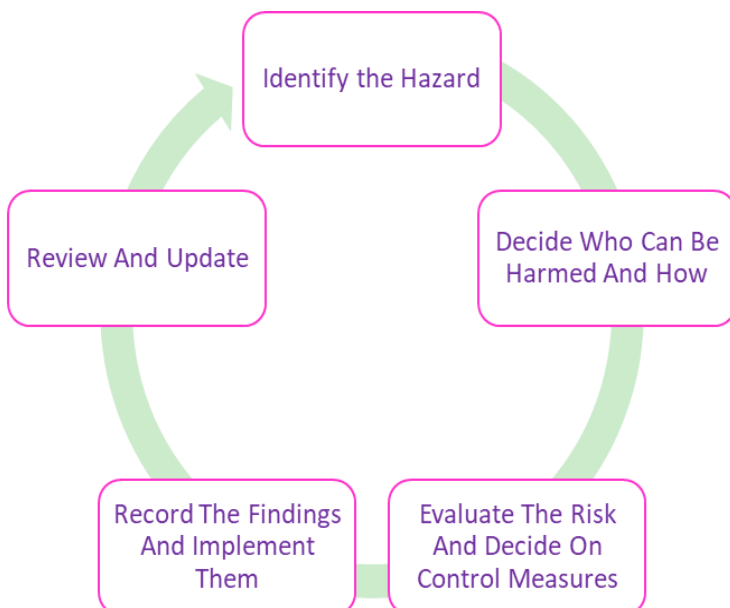 Identify the Hazard
Decide Who Can Be
Harmed And How
Evaluate The Risk
And Decide On
Control Measures
Record The Findings
And Implement
Them
Review And Update